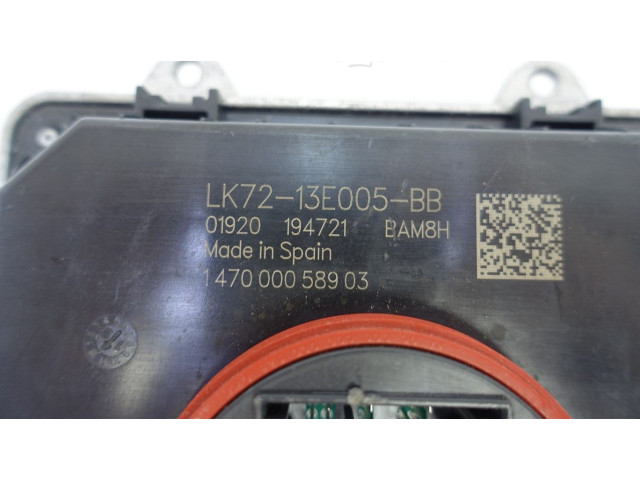 LK72-13E005-BB
01920 194721 BAM8H
Made in Spain
1 470 000 589 03